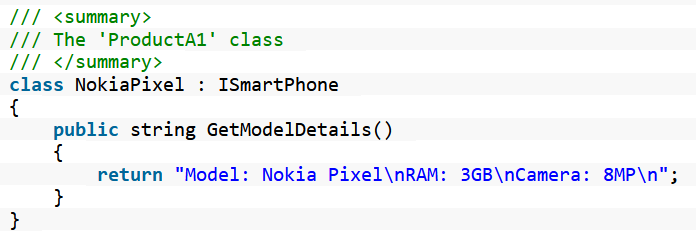 /// <summary>
/// The 'ProductA1' class
/// </summary>
class NokiaPixel : ISmartPhone
{
    public string GetModelDetails()
    {
        return "Model: Nokia Pixel\nRAM: 3GB\nCamera: 8MP\n";
    }
}